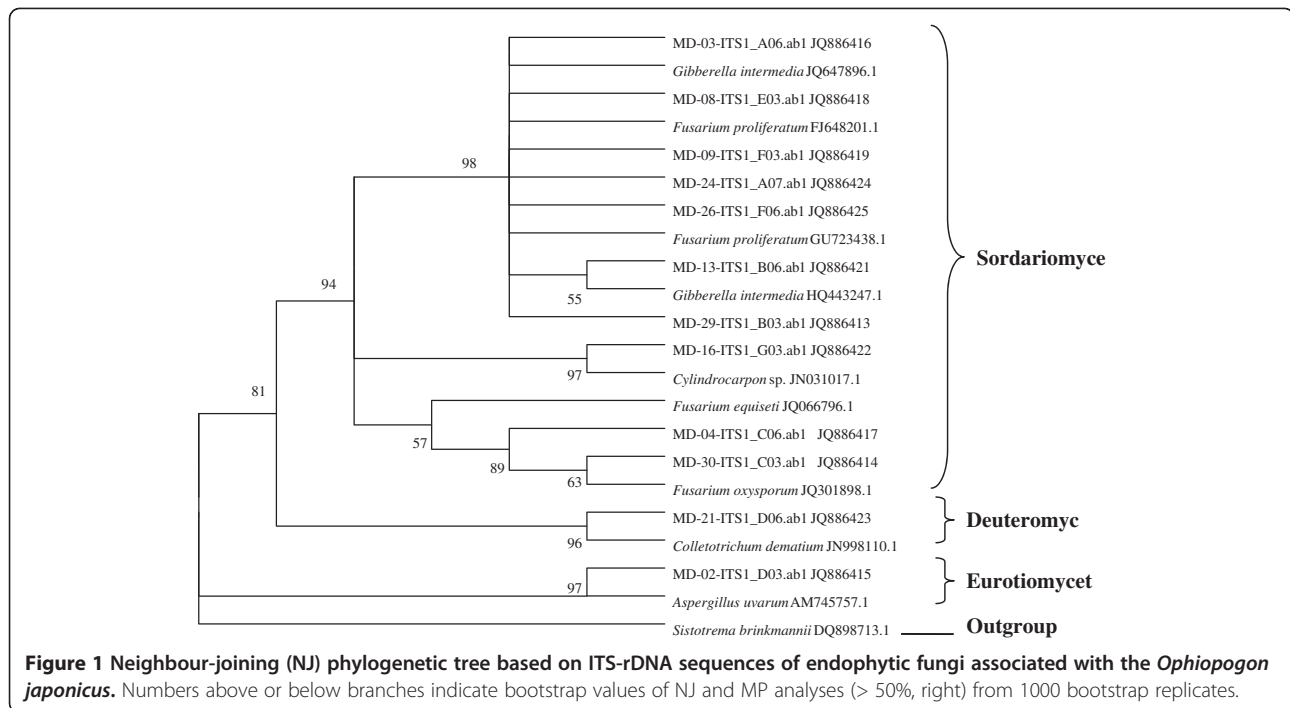 MD-03-ITS1_A06.ab1 JQ886416
Gibberella intermedia JQ647896.1
MD-08-ITS1_E03.ab1 JQ886418
Fusarium proliferatum FJ648201.1
MD-09-ITS1_F03.ab1 JQ886419
98
MD-24-ITS1_A07.ab1 JQ886424
MD-26-ITS1_F06.ab1 JQ886425
Fusarium proliferatum GU723438.1
Sordariomyce
MD-13-ITS1_B06.ab1 JQ886421
94
Gibberella intermedia HQ443247.1
55
MD-29-ITS1_B03.ab1 JQ886413
MD-16-ITS1_G03.ab1 JQ886422
97
Cylindrocarpon sp. JN031017.1
81
Fusarium equiseti JQ066796.1
MD-04-ITS1_C06.ab1 JQ886417
57
MD-30-ITS1_C03.ab1 JQ886414
89
63
Fusarium oxysporum JQ301898.1
MD-21-ITS1_D06.ab1 JQ886423
Deuteromyc
96
Colletotrichum dematium JN998110.1
MD-02-ITS1_D03.ab1 JQ886415
Eurotiomycet
97
Aspergillus uvarum AM745757.1
Sistotrema brinkmannii DQ898713.1
Outgroup
Figure 1 Neighbour-joining (NJ) phylogenetic tree based on ITS-rDNA sequences of endophytic fungi associated with the Ophiopogon
japonicus. Numbers above or below branches indicate bootstrap values of NJ and MP analyses (> 50%, right) from 1000 bootstrap replicates.